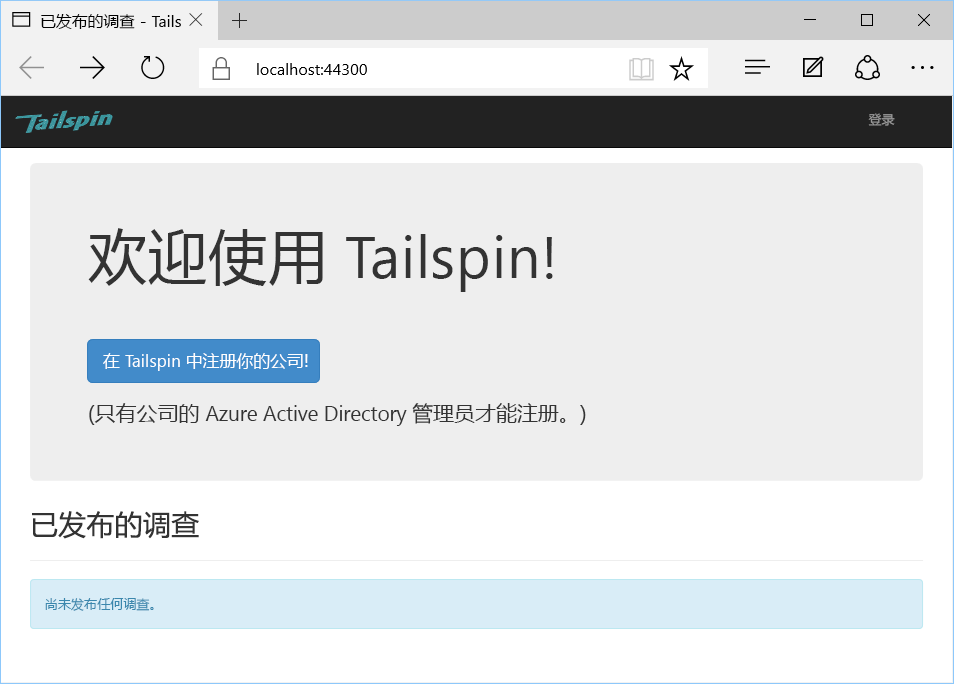 已发布的调查 - Tails
localhost:44300
Tailspin
登录
欢迎使用 Tailspin!
在 Tailspin 中注册你的公司!
(只有公司的 Azure Active Directory 管理员才能注册。)
已发布的调查
尚未发布任何调查。